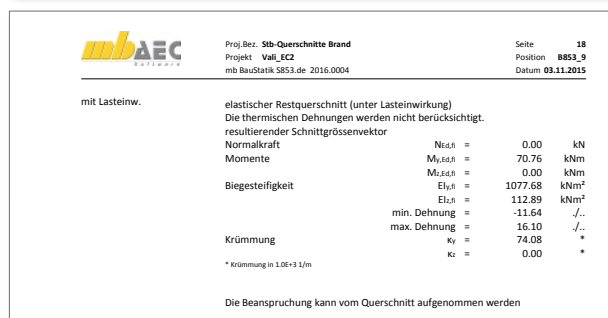 mbAEC
Software
Proj.Bez. Stb-Querschnitte Brand Seite 18
Projekt Vali_EC2 Position B853_9
mb BauStatik S853.de 2016.0004 Datum 03.11.2015
mit Lasteinw. elastischer Restquerschnitt (unter Lasteinwirkung)
Die thermischen Dehnungen werden nicht berücksichtigt.
resultierender Schnittgrössenvektor
Normalkraft NEd,fi = 0.00 kN
Momente My,Ed,fi = 70.76 kNm
Mz,Ed,fi = 0.00 kNm
Biegesteifigkeit EIy,fi = 1077.68 kNm²
EIz,fi = 112.89 kNm²
min. Dehnung = -11.64 ./..
max. Dehnung = 16.10 ./..
Krümmung κy = 74.08 *
κz = 0.00 *
* Krümmung in 1.0E+3 1/m
Die Beanspruchung kann vom Querschnitt aufgenommen werden